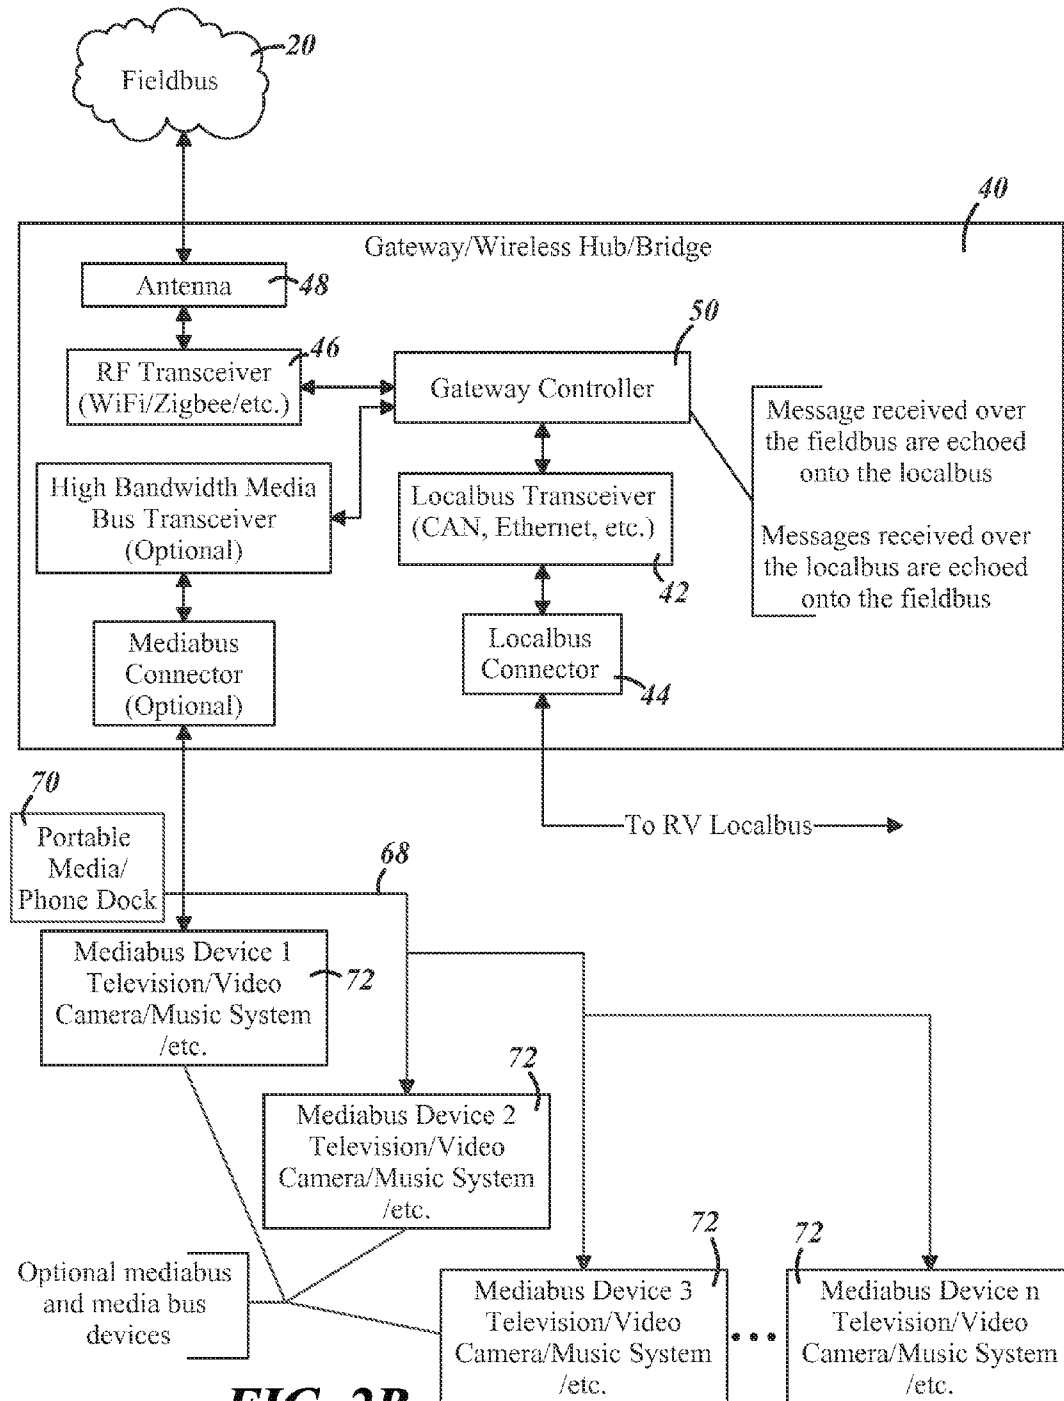 20
Fieldbus
40
Gateway/Wireless Hub/Bridge
Antenna
48
50
46
RF Transceiver
(WiFi/Zigbee/etc.)
Gateway Controller
Message received over
the fieldbus are echoed
onto the localbus
Messages received over
the localbus are echoed
onto the fieldbus
High Bandwidth Media
Bus Transceiver
(Optional)
Localbus Transceiver
(CAN, Ethernet, etc.)
42
Mediabus
Connector
(Optional)
Localbus
Connector
44
To RV Localbus
70
Portable
Media/
Phone Dock
68
Mediabus Device 1
Television/Video
Camera/Music System
/etc.
72
72
Mediabus Device 2
Television/Video
Camera/Music System
/etc.
Optional mediabus
and media bus
devices
72
Mediabus Device 3
Television/Video
Camera/Music System
/etc.
72
Mediabus Device n
Television/Video
Camera/Music System
/etc.
FIG. 2B